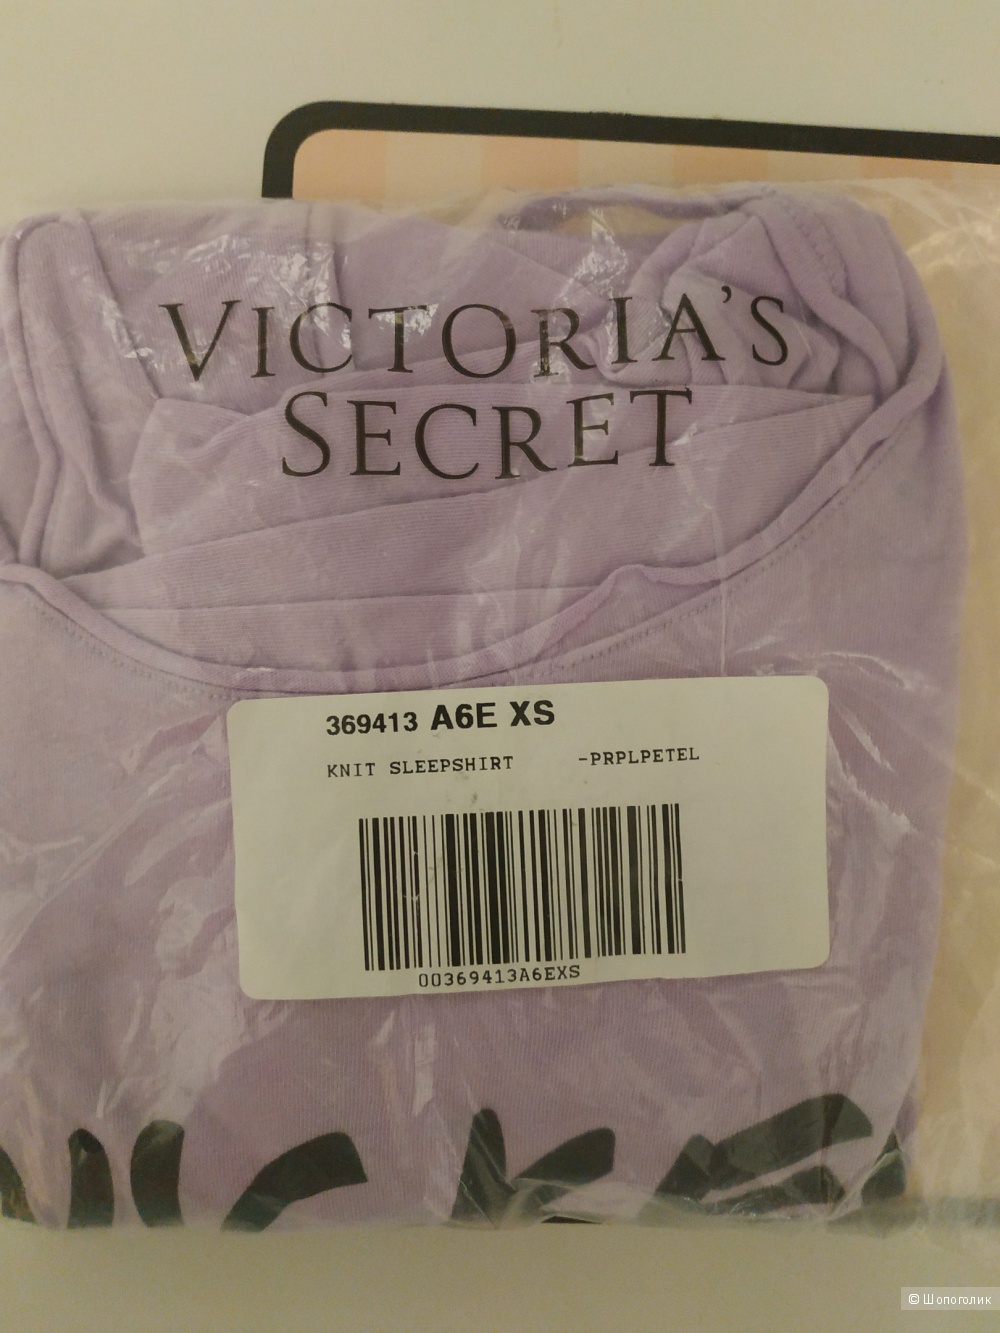 VICTORIA'S
SECRET
369413 A6E XS
KNIT SLEEPSHIRT -PRPLPETEL
00369413A6EXS
© Шопоголик